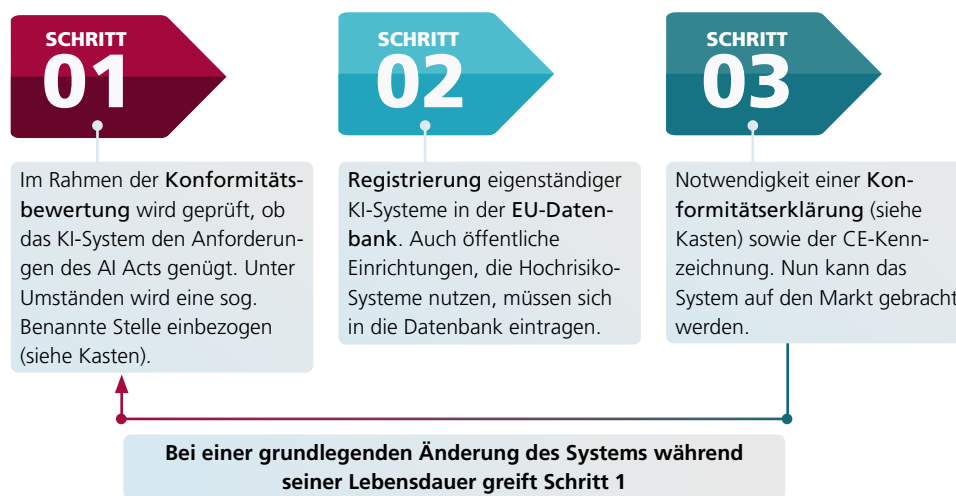 SCHRITT
01
Im Rahmen der Konformitäts-
bewertung wird geprüft, ob
das KI-System den Anforderun-
gen des AI Acts genügt. Unter
Umständen wird eine sog.
Benannte Stelle einbezogen
(siehe Kasten).
SCHRITT
02
Registrierung eigenständiger
KI-Systeme in der EU-Daten-
bank. Auch öffentliche
Einrichtungen, die Hochrisiko-
Systeme nutzen, müssen sich
in die Datenbank eintragen.
SCHRITT
03
Notwendigkeit einer Kon-
formitätserklärung (siehe
Kasten) sowie der CE-Kenn-
zeichnung. Nun kann das
System auf den Markt gebracht
werden.
Bei einer grundlegenden Änderung des Systems während
seiner Lebensdauer greift Schritt 1